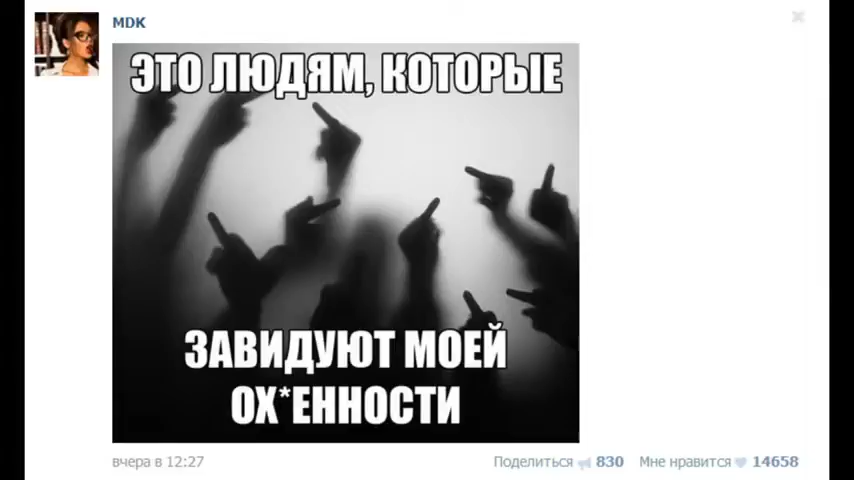 MDK
ЭТО ЛЮДЯМ, КОТОРЫЕ
ЗАВИДУЮТ МОЕЙ
ОХ*ЕННОСТИ
вчера в 12:27
Поделиться 830 Мне нравится 14658